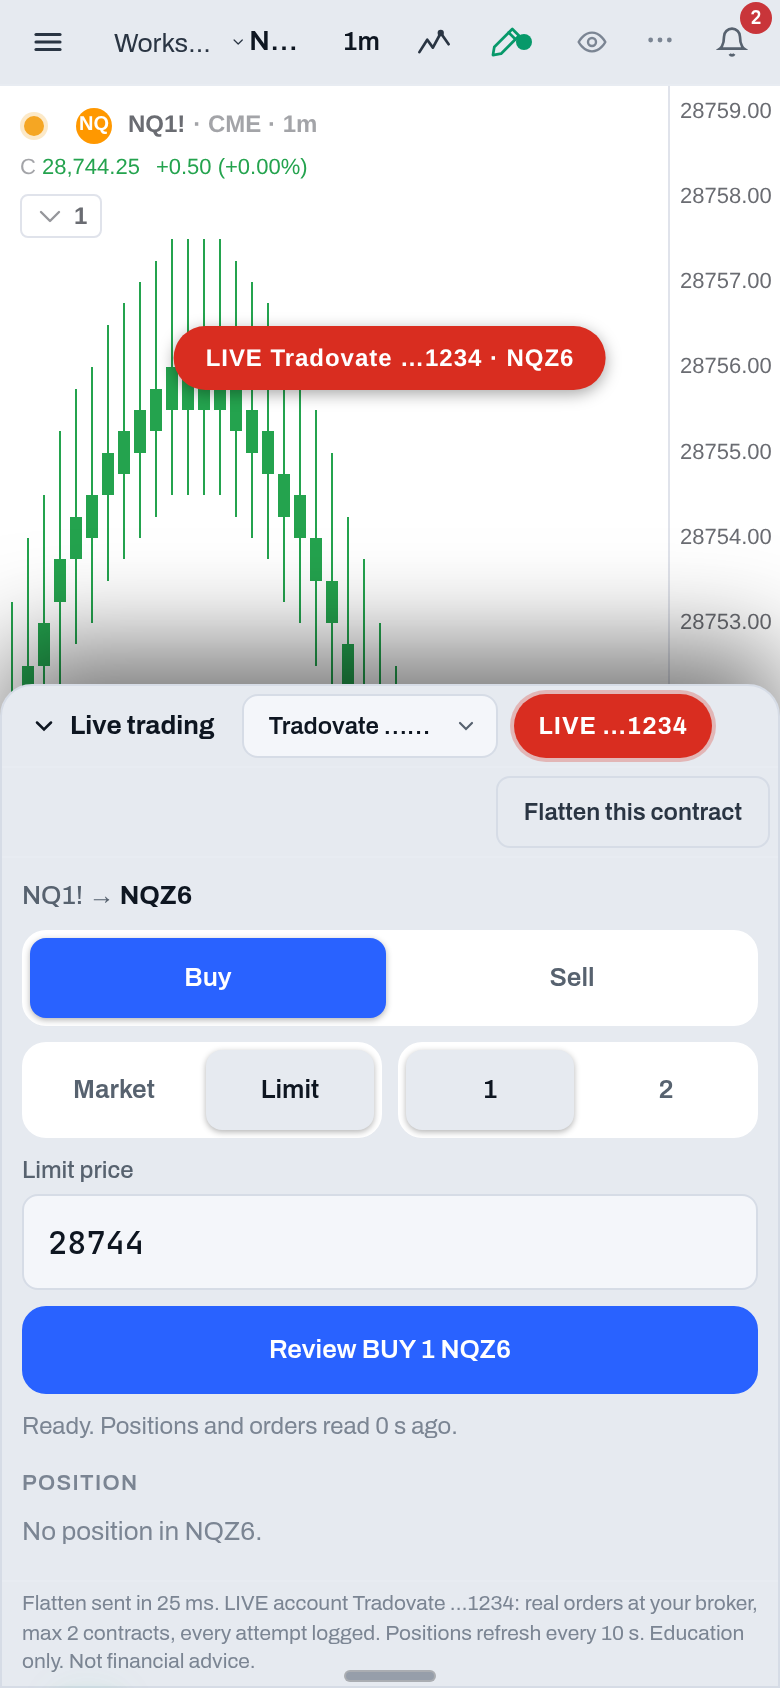 Works... N... 1m 2
NQ NQ1! · CME · 1m
C 28,744.25 +0.50 (+0.00%)
1
28759.00
28758.00
28757.00
28756.00
28755.00
28754.00
28753.00
LIVE Tradovate ...1234 · NQZ6
Live trading Tradovate ...... LIVE ...1234
Flatten this contract
NQ1! → NQZ6
Buy Sell
Market Limit 1 2
Limit price
28744
Review BUY 1 NQZ6
Ready. Positions and orders read 0 s ago.
POSITION
No position in NQZ6.
Flatten sent in 25 ms. LIVE account Tradovate ...1234: real orders at your broker,
max 2 contracts, every attempt logged. Positions refresh every 10 s. Education
only. Not financial advice.